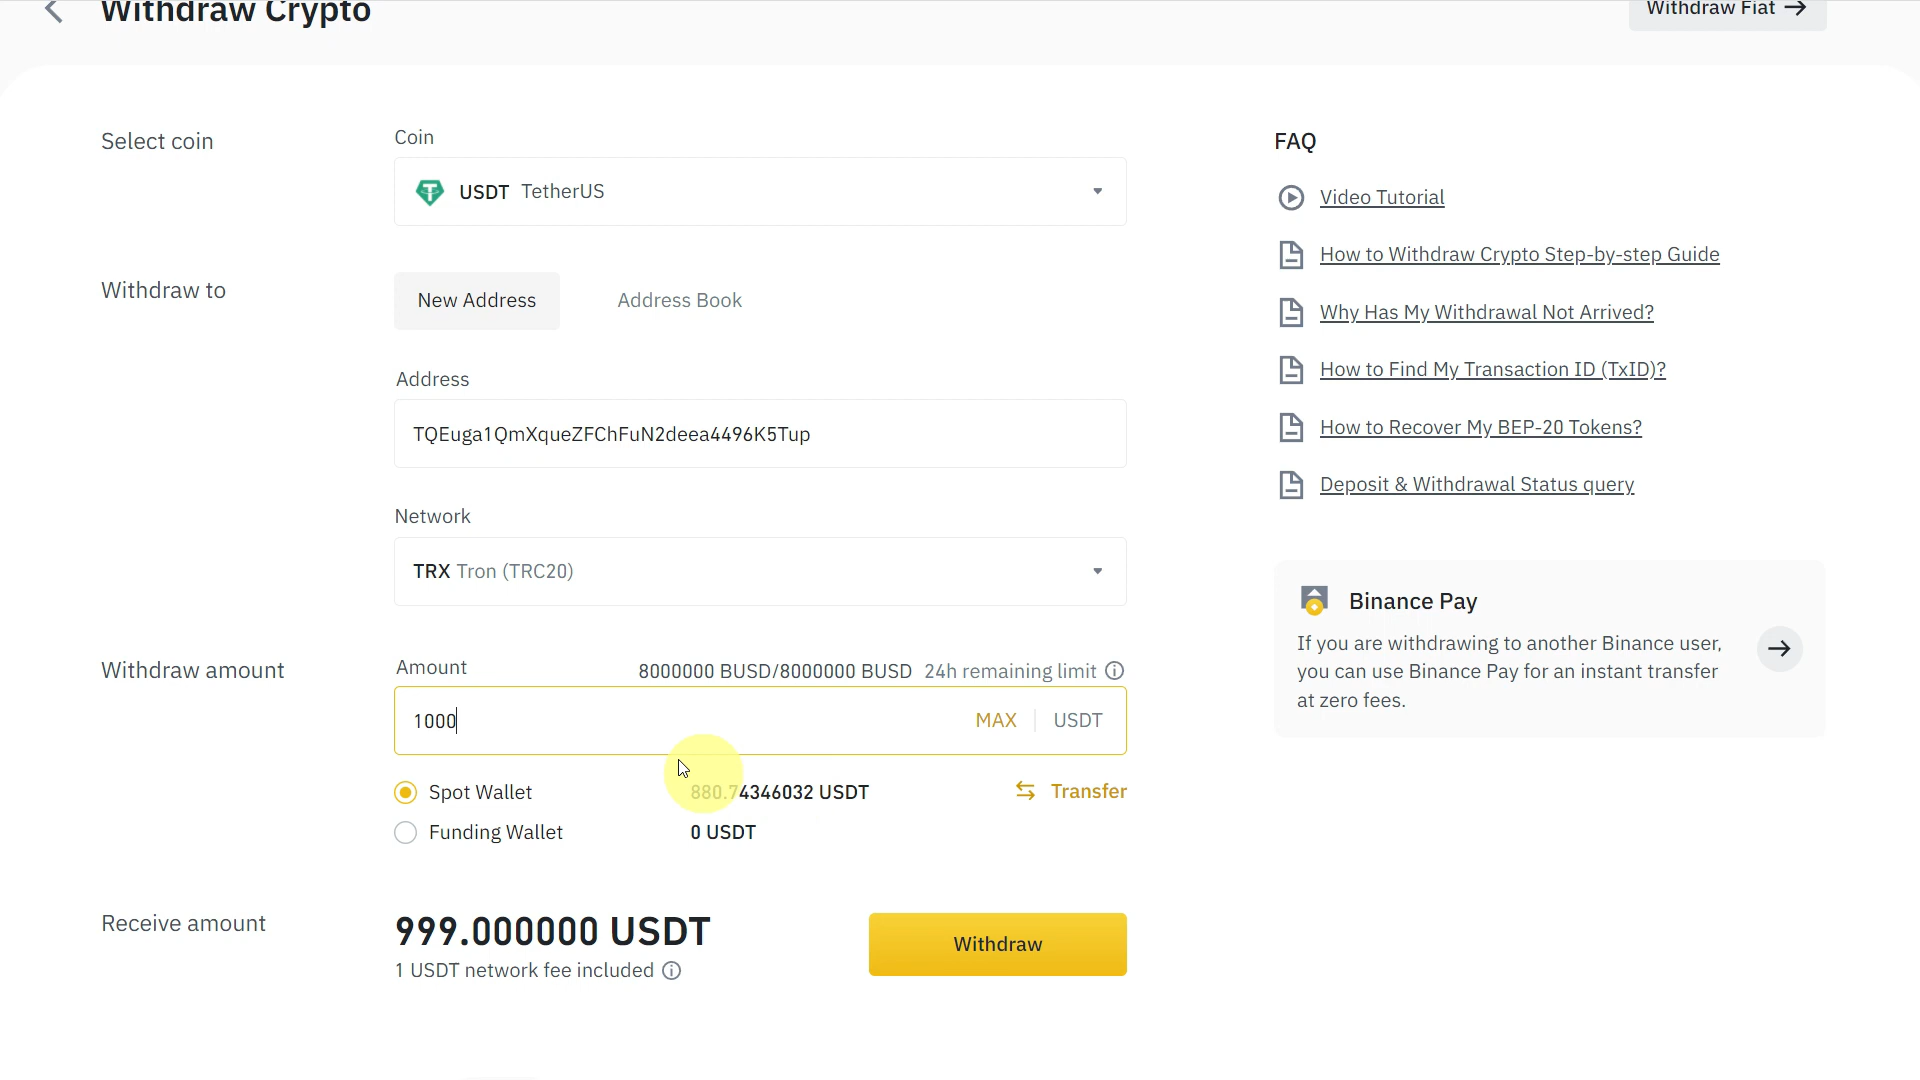 Withdraw Crypto
Withdraw Fiat
Select coin
Coin
USDT TetherUS
Withdraw to
New Address
Address Book
Address
TQEuga1QmXqueZFChFuN2deea4496K5Tup
Network
TRX Tron (TRC20)
Withdraw amount
Amount
8000000 BUSD/8000000 BUSD 24h remaining limit
1000
MAX
USDT
Spot Wallet
880.74346032 USDT
Transfer
Funding Wallet
0 USDT
Receive amount
999.000000 USDT
1 USDT network fee included
Withdraw
FAQ
Video Tutorial
How to Withdraw Crypto Step-by-step Guide
Why Has My Withdrawal Not Arrived?
How to Find My Transaction ID (TxID)?
How to Recover My BEP-20 Tokens?
Deposit & Withdrawal Status query
Binance Pay
If you are withdrawing to another Binance user,
you can use Binance Pay for an instant transfer
at zero fees.